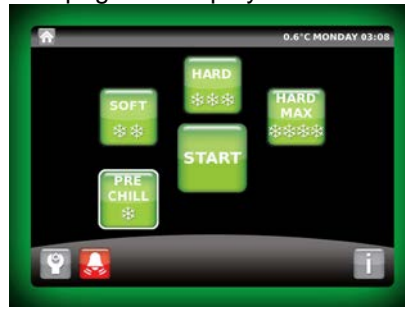 0.6°C MONDAY 03:08
HARD
SOFT
HARD
MAX
START
PRE
CHILL
i